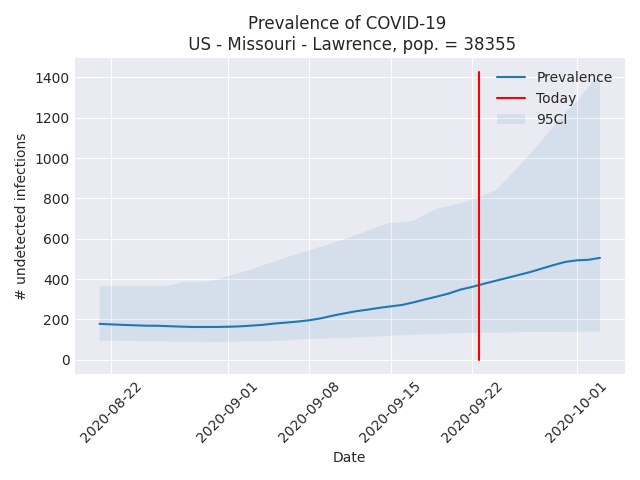 Prevalence of COVID-19
US - Missouri - Lawrence, pop. = 38355
1400
1200
1000
800
600
400
200
0
# undetected infections
Prevalence
Today
95CI
2020-08-22
2020-09-01
2020-09-08
2020-09-15
2020-09-22
2020-10-01
Date